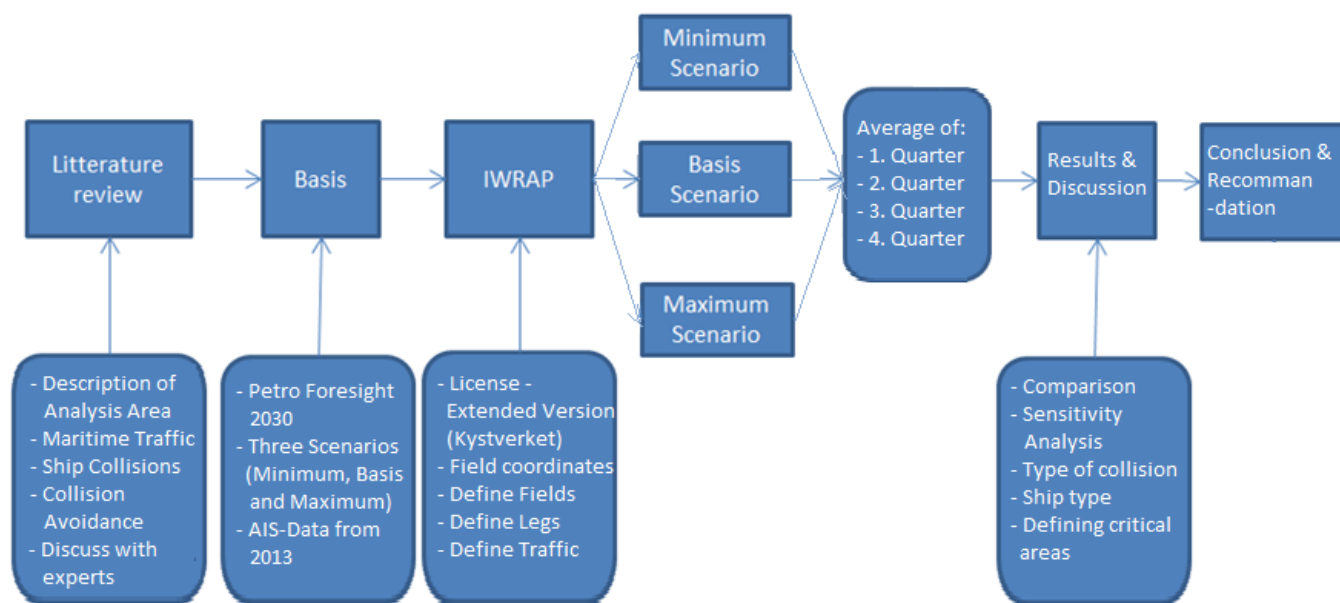 Litterature
review
Basis
IWRAP
Minimum
Scenario
Basis
Scenario
Maximum
Scenario
Average of:
- 1. Quarter
- 2. Quarter
- 3. Quarter
- 4. Quarter
Results &
Discussion
Conclusion &
Recomman
-dation
- Description of
Analysis Area
- Maritime Traffic
- Ship Collisions
- Collision
Avoidance
- Discuss with
experts
- Petro Foresight
2030
- Three Scenarios
(Minimum, Basis
and Maximum)
- AIS-Data from
2013
- License -
Extended Version
(Kystverket)
- Field coordinates
- Define Fields
- Define Legs
- Define Traffic
- Comparison
- Sensitivity
Analysis
- Type of collision
- Ship type
- Defining critical
areas